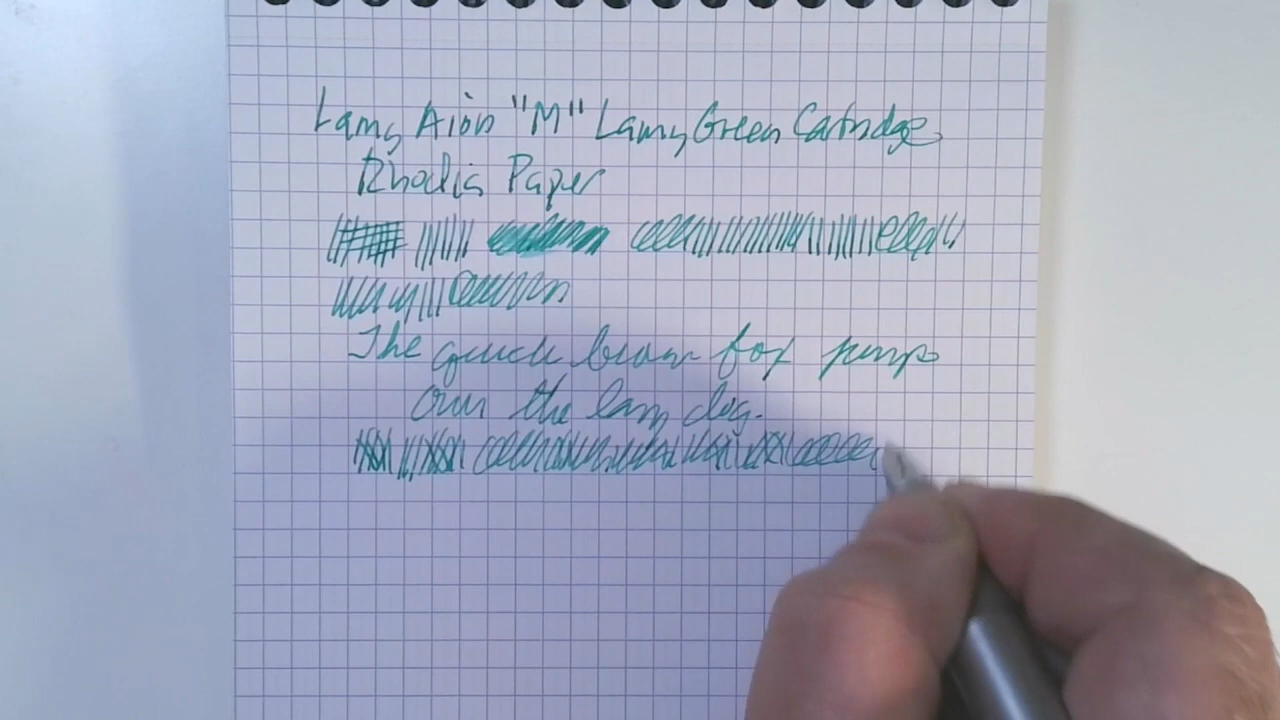 Lamy Aion "M" Lamy Green Cartridge
Rhodia Paper
The quick brown fox jumps
Over the lazy dog.